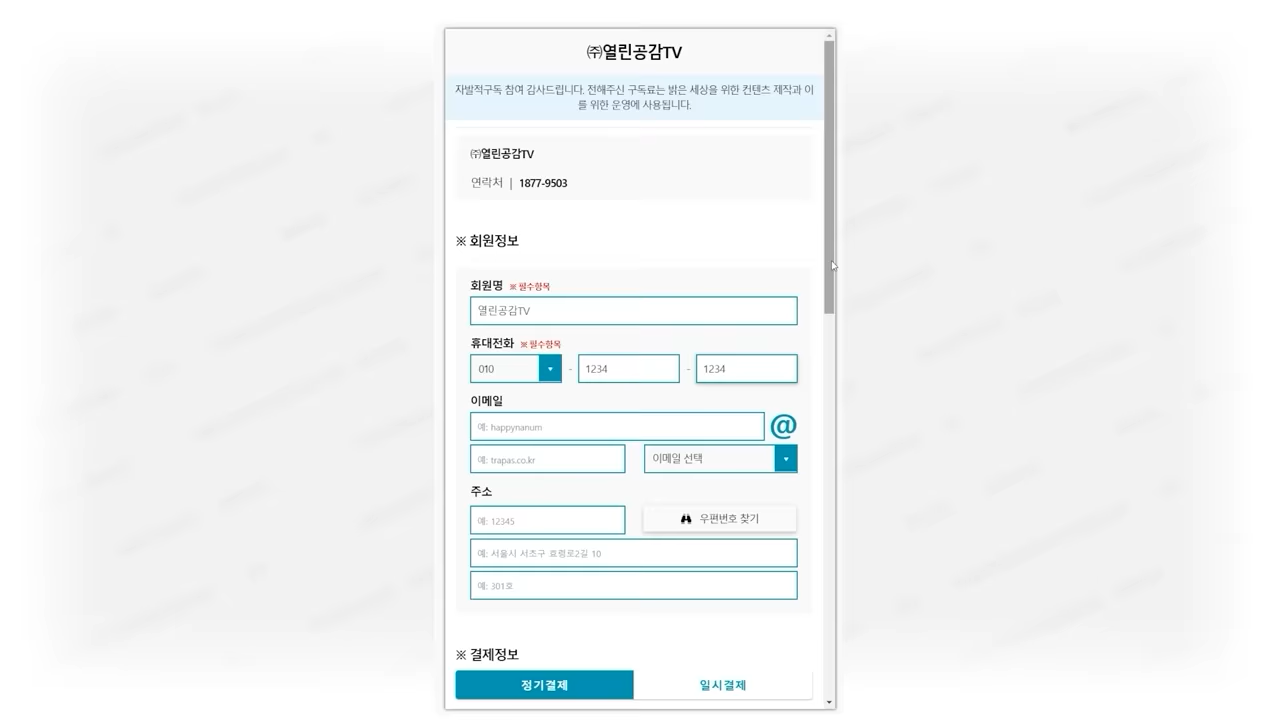 ㈜열린공감TV
자발적구독 참여 감사드립니다. 전해주신 구독료는 밝은 세상을 위한 컨텐츠 제작과 이
를 위한 운영에 사용됩니다.
㈜열린공감TV
연락처 | 1877-9503
※ 회원정보
회원명 ※ 필수항목
열린공감TV
휴대전화 ※ 필수항목
010 - 1234 - 1234
이메일
예: happynanum @
예: trapas.co.kr 이메일 선택
주소
예: 12345 우편번호 찾기
예: 서울시 서초구 효령로2길 10
예: 301호
※ 결제정보
정기결제 일시결제